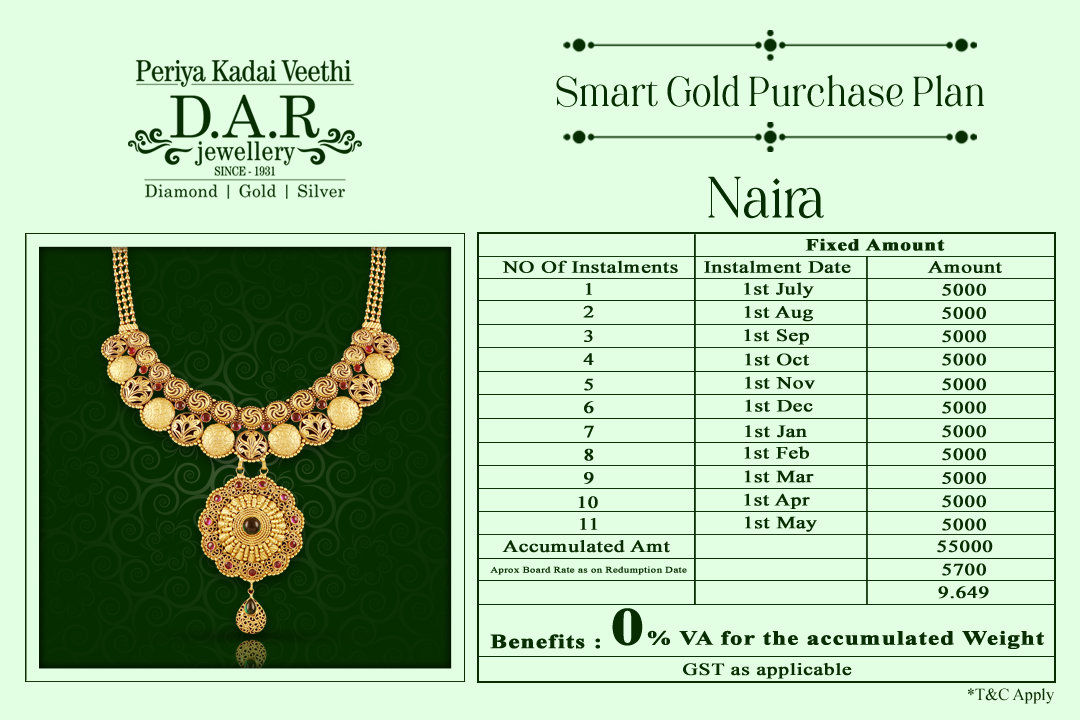 Periya Kadai Veethi
D.A.R
jewellery
SINCE - 1931
Diamond | Gold | Silver
Smart Gold Purchase Plan
Naira
Fixed Amount
NO Of Instalments Instalment Date Amount
1 1st July 5000
2 1st Aug 5000
3 1st Sep 5000
4 1st Oct 5000
5 1st Nov 5000
6 1st Dec 5000
7 1st Jan 5000
8 1st Feb 5000
9 1st Mar 5000
10 1st Apr 5000
11 1st May 5000
Accumulated Amt 55000
Aprox Board Rate as on Redumption Date 5700
9.649
Benefits : 0% VA for the accumulated Weight
GST as applicable
*T&C Apply